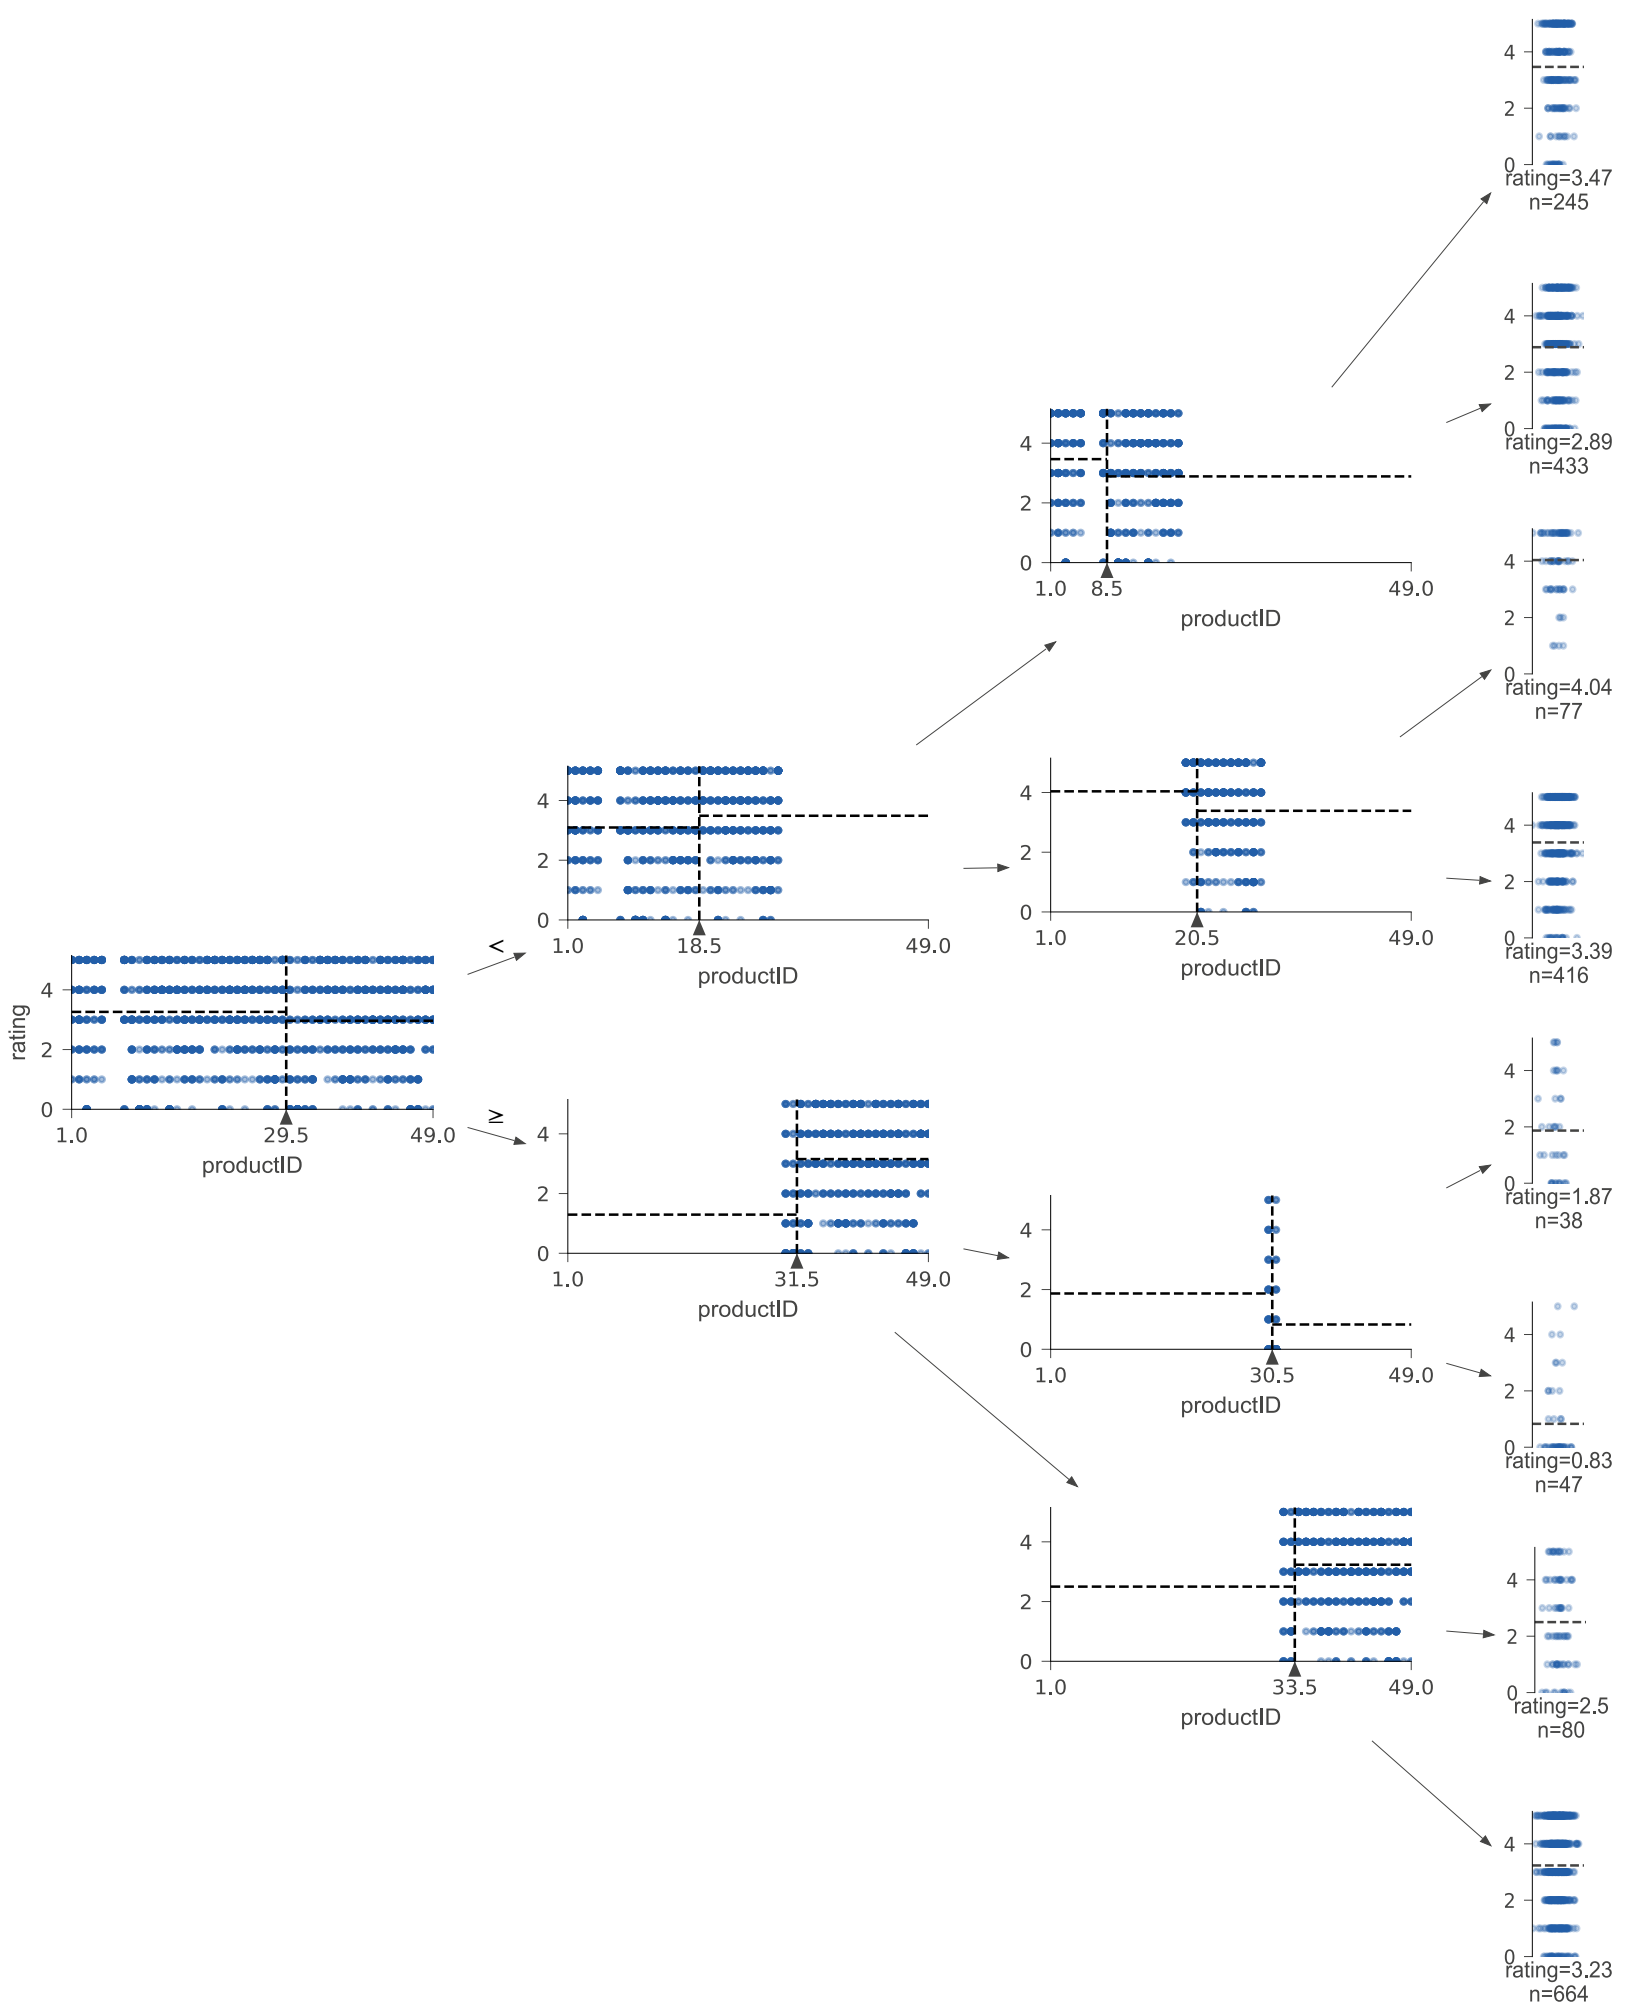 4
2
0
rating=3.47
n=245
4
2
0
rating=2.89
n=433
4
2
0
1.0 8.5 49.0
productID
4
2
0
rating=4.04
n=77
4
2
0
1.0 18.5 49.0
productID
4
2
0
1.0 20.5 49.0
productID
4
2
0
rating=3.39
n=416
<
rating
4
2
0
1.0 29.5 49.0
productID
≥
4
2
0
1.0 31.5 49.0
productID
4
2
0
rating=1.87
n=38
4
2
0
1.0 30.5 49.0
productID
4
2
0
rating=0.83
n=47
4
2
0
1.0 33.5 49.0
productID
4
2
0
rating=2.5
n=80
4
2
0
rating=3.23
n=664